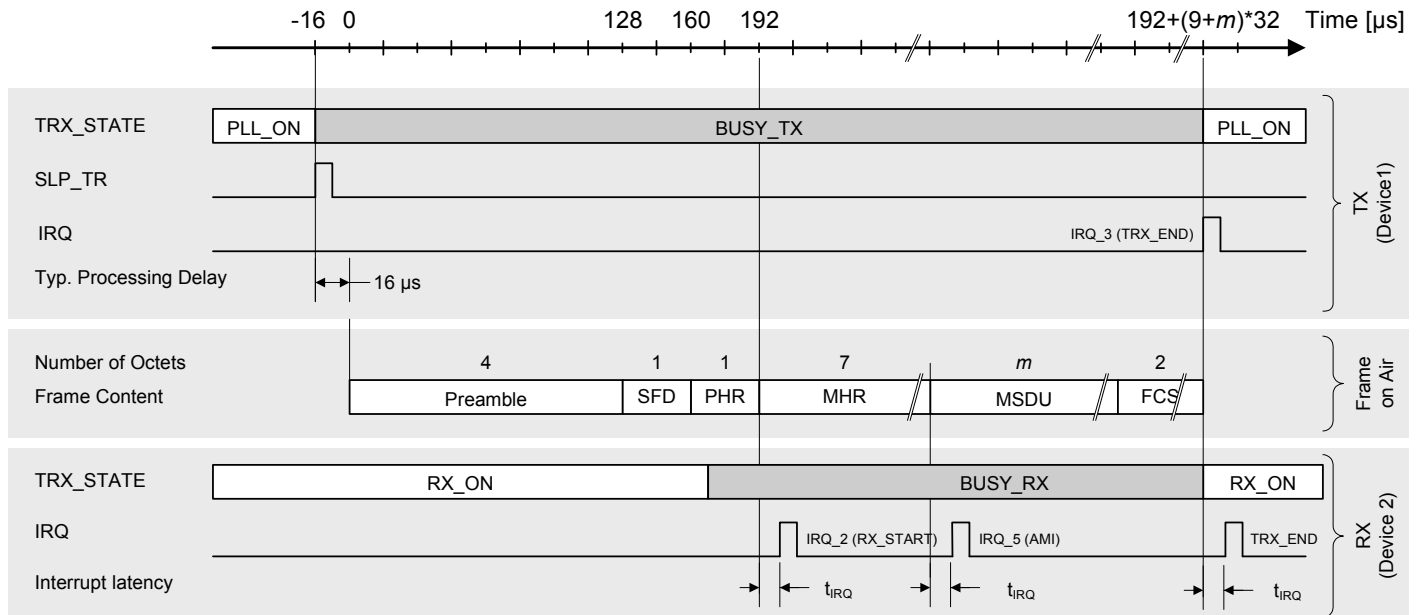 -16 0 128 160 192 192+(9+m)*32 Time [µs]
TRX_STATE PLL_ON BUSY_TX PLL_ON
SLP_TR
IRQ IRQ_3 (TRX_END)
Typ. Processing Delay 16 µs
TX
(Device1)
Number of Octets 4 1 1 7 m 2
Frame Content Preamble SFD PHR MHR MSDU FCS
Frame
on Air
TRX_STATE RX_ON BUSY_RX RX_ON
IRQ IRQ_2 (RX_START) IRQ_5 (AMI) TRX_END
Interrupt latency tIRQ tIRQ tIRQ
RX
(Device 2)